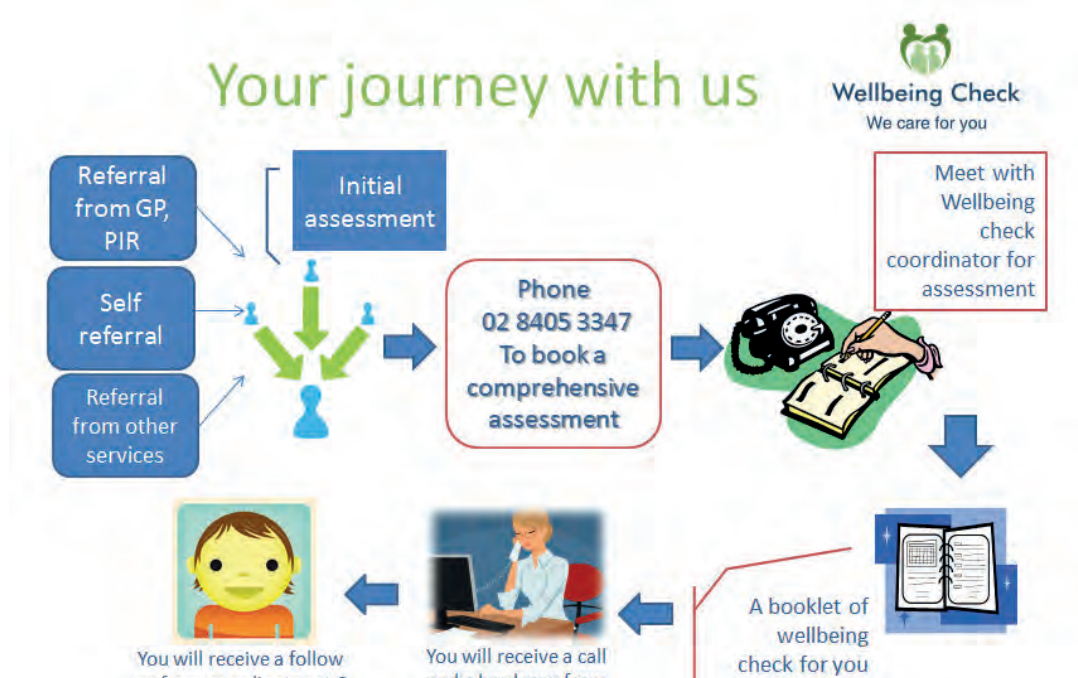 Your journey with us
Wellbeing Check
We care for you
Referral
from GP,
PIR
Initial
assessment
Self
referral
Referral
from other
services
Phone
02 8405 3347
To book a
comprehensive
assessment
Meet with
Wellbeing
check
coordinator for
assessment
A booklet of
wellbeing
check for you
You will receive a call
You will receive a follow